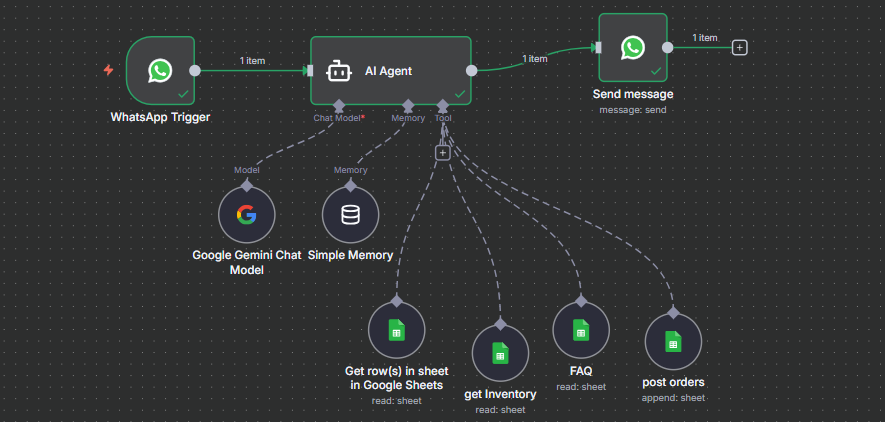 1 item
AI Agent
1 item
1 item
WhatsApp Trigger
Send message
message: send
Chat Model*
Memory
Tool
Model
Memory
Google Gemini Chat
Model
Simple Memory
Get row(s) in sheet
in Google Sheets
read: sheet
get Inventory
read: sheet
FAQ
read: sheet
post orders
append: sheet